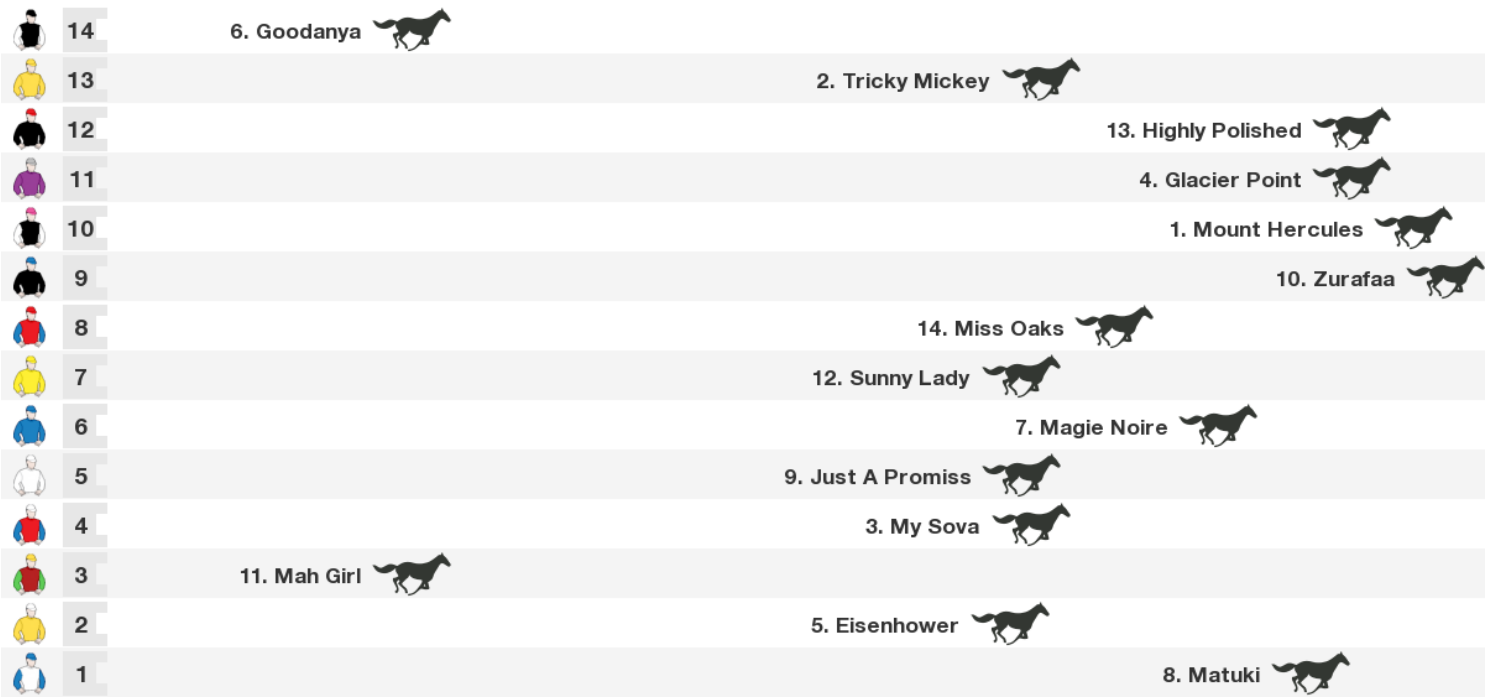 14 6. Goodanya
13 2. Tricky Mickey
12 13. Highly Polished
11 4. Glacier Point
10 1. Mount Hercules
9 10. Zurafaa
8 14. Miss Oaks
7 12. Sunny Lady
6 7. Magie Noire
5 9. Just A Promiss
4 3. My Sova
3 11. Mah Girl
2 5. Eisenhower
1 8. Matuki